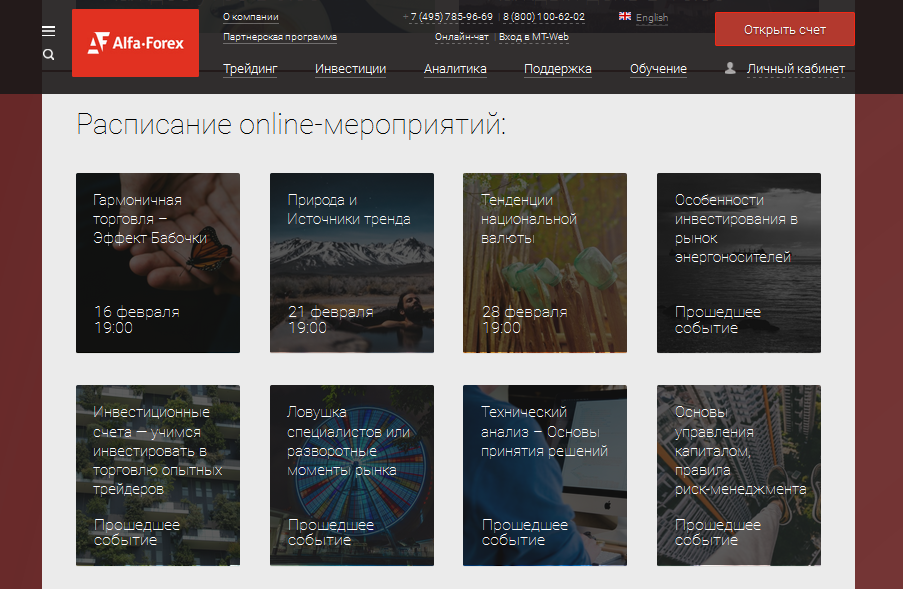 О компании
+ 7 (495) 785-96-69 | 8 (800) 100-62-02
English
Открыть счет
Alfa-Forex
Партнерская программа
Онлайн-чат | Вход в MT-Web
Трейдинг
Инвестиции
Аналитика
Поддержка
Обучение
Личный кабинет
Расписание online-мероприятий:
Гармоничная
торговля –
Эффект Бабочки
16 февраля
19:00
Природа и
Источники тренда
21 февраля
19:00
Тенденции
национальной
валюты
28 февраля
19:00
Особенности
инвестирования в
рынок
энергоносителей
Прошедшее
событие
Инвестиционные
счета — учимся
инвестировать в
торговлю опытных
трейдеров
Прошедшее
событие
Ловушка
специалистов или
разворотные
моменты рынка
Прошедшее
событие
Технический
анализ – Основы
принятия решений
Прошедшее
событие
Основы
управления
капиталом,
правила
риск-менеджмента
Прошедшее
событие